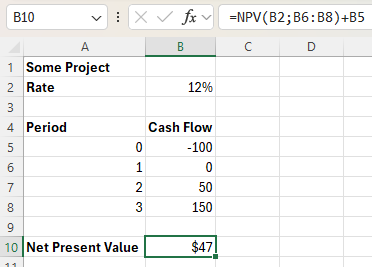 B10 fx =NPV(B2;B6:B8)+B5
A B C D
1 Some Project
2 Rate 12%
3
4 Period Cash Flow
5 0 -100
6 1 0
7 2 50
8 3 150
9
10 Net Present Value $47